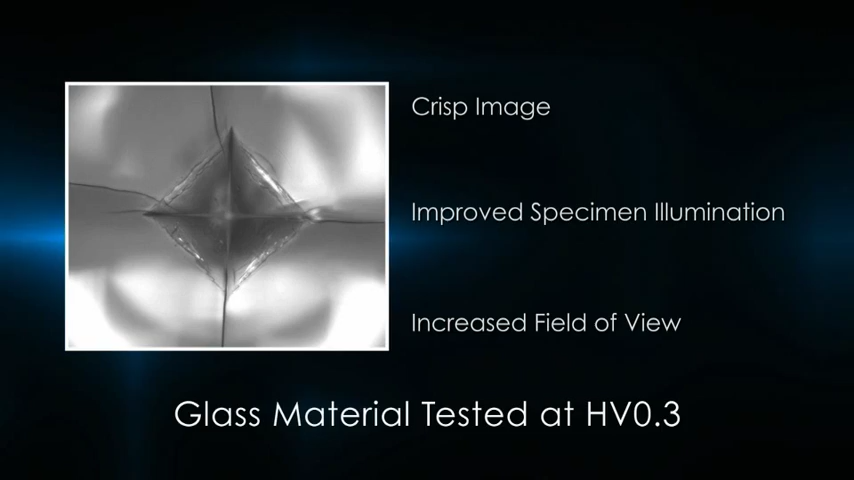 Crisp Image
Improved Specimen Illumination
Increased Field of View
Glass Material Tested at HV0.3